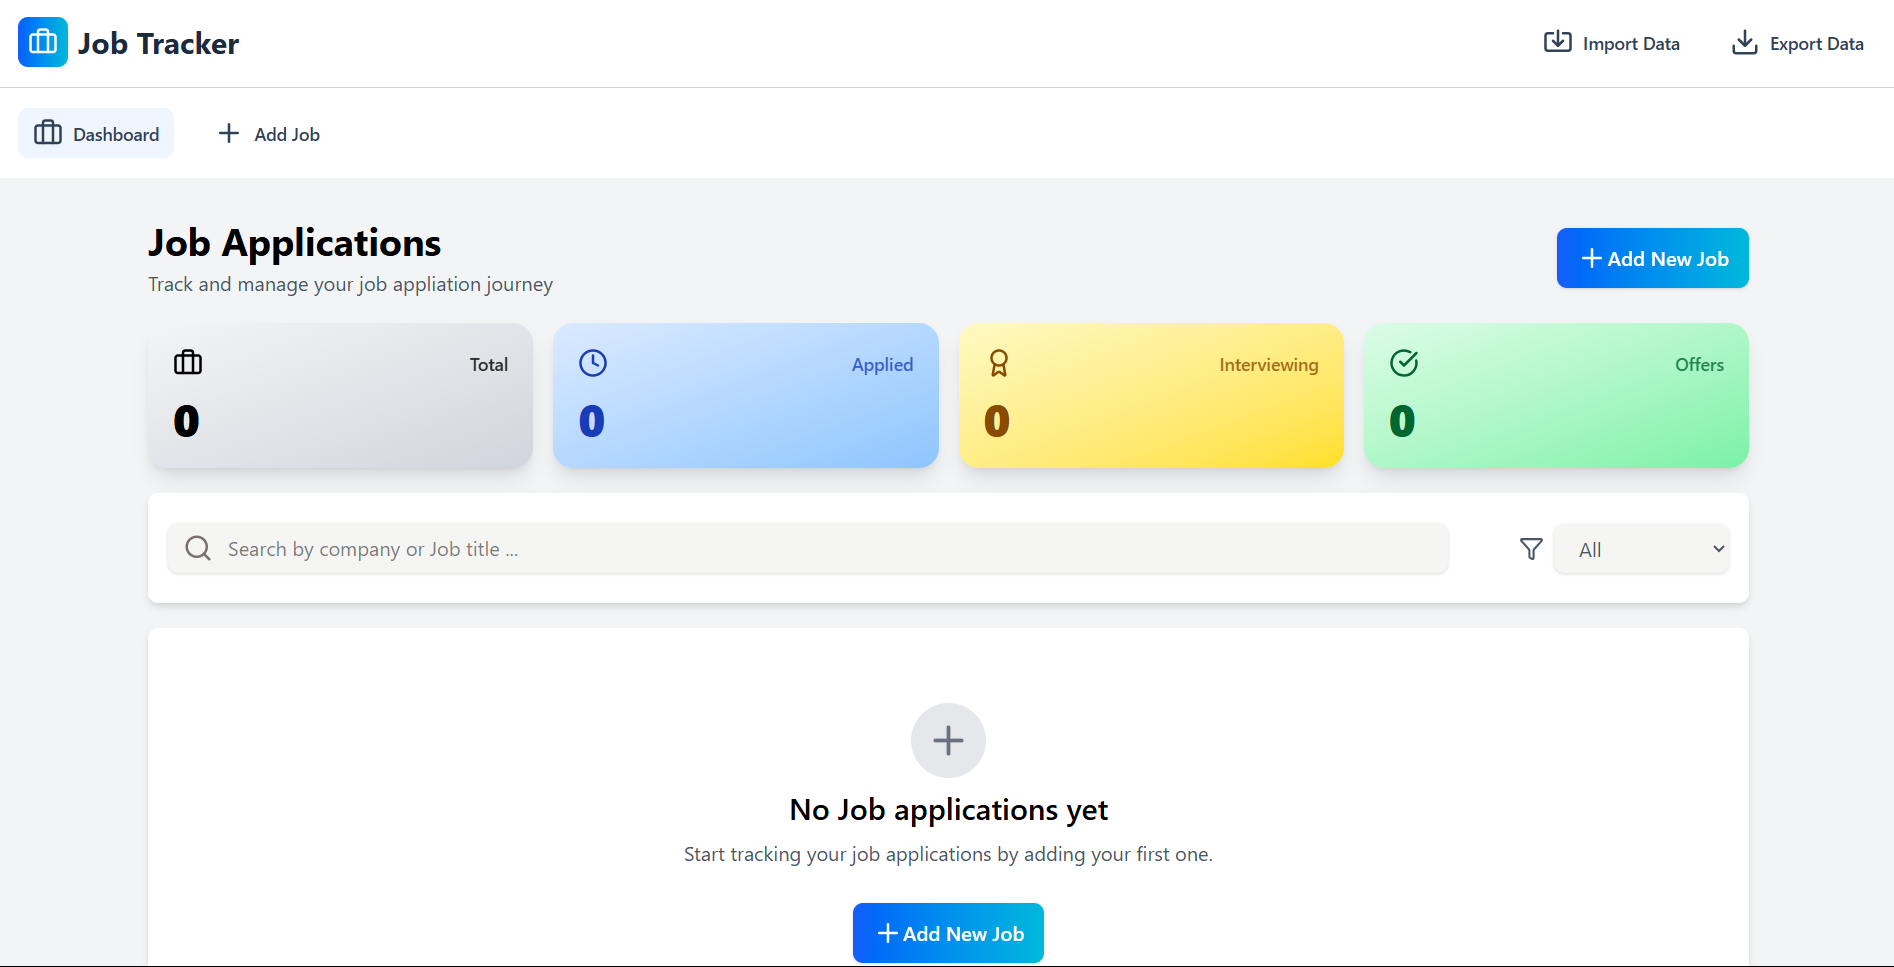 Job Tracker
Import Data
Export Data
Dashboard
Add Job
Job Applications
Track and manage your job appliation journey
Add New Job
Total
0
Applied
0
Interviewing
0
Offers
0
Search by company or Job title ...
All
No Job applications yet
Start tracking your job applications by adding your first one.
Add New Job